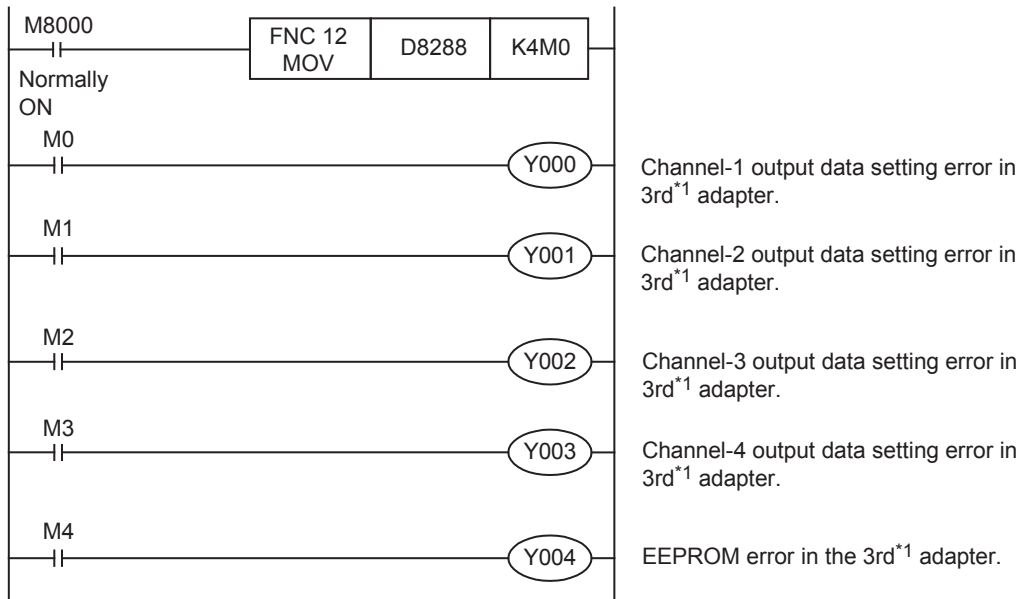 M8000
FNC 12
MOV
D8288
K4M0
Normally
ON
M0
Y000
Channel-1 output data setting error in
3rd*1 adapter.
M1
Y001
Channel-2 output data setting error in
3rd*1 adapter.
M2
Y002
Channel-3 output data setting error in
3rd*1 adapter.
M3
Y003
Channel-4 output data setting error in
3rd*1 adapter.
M4
Y004
EEPROM error in the 3rd*1 adapter.